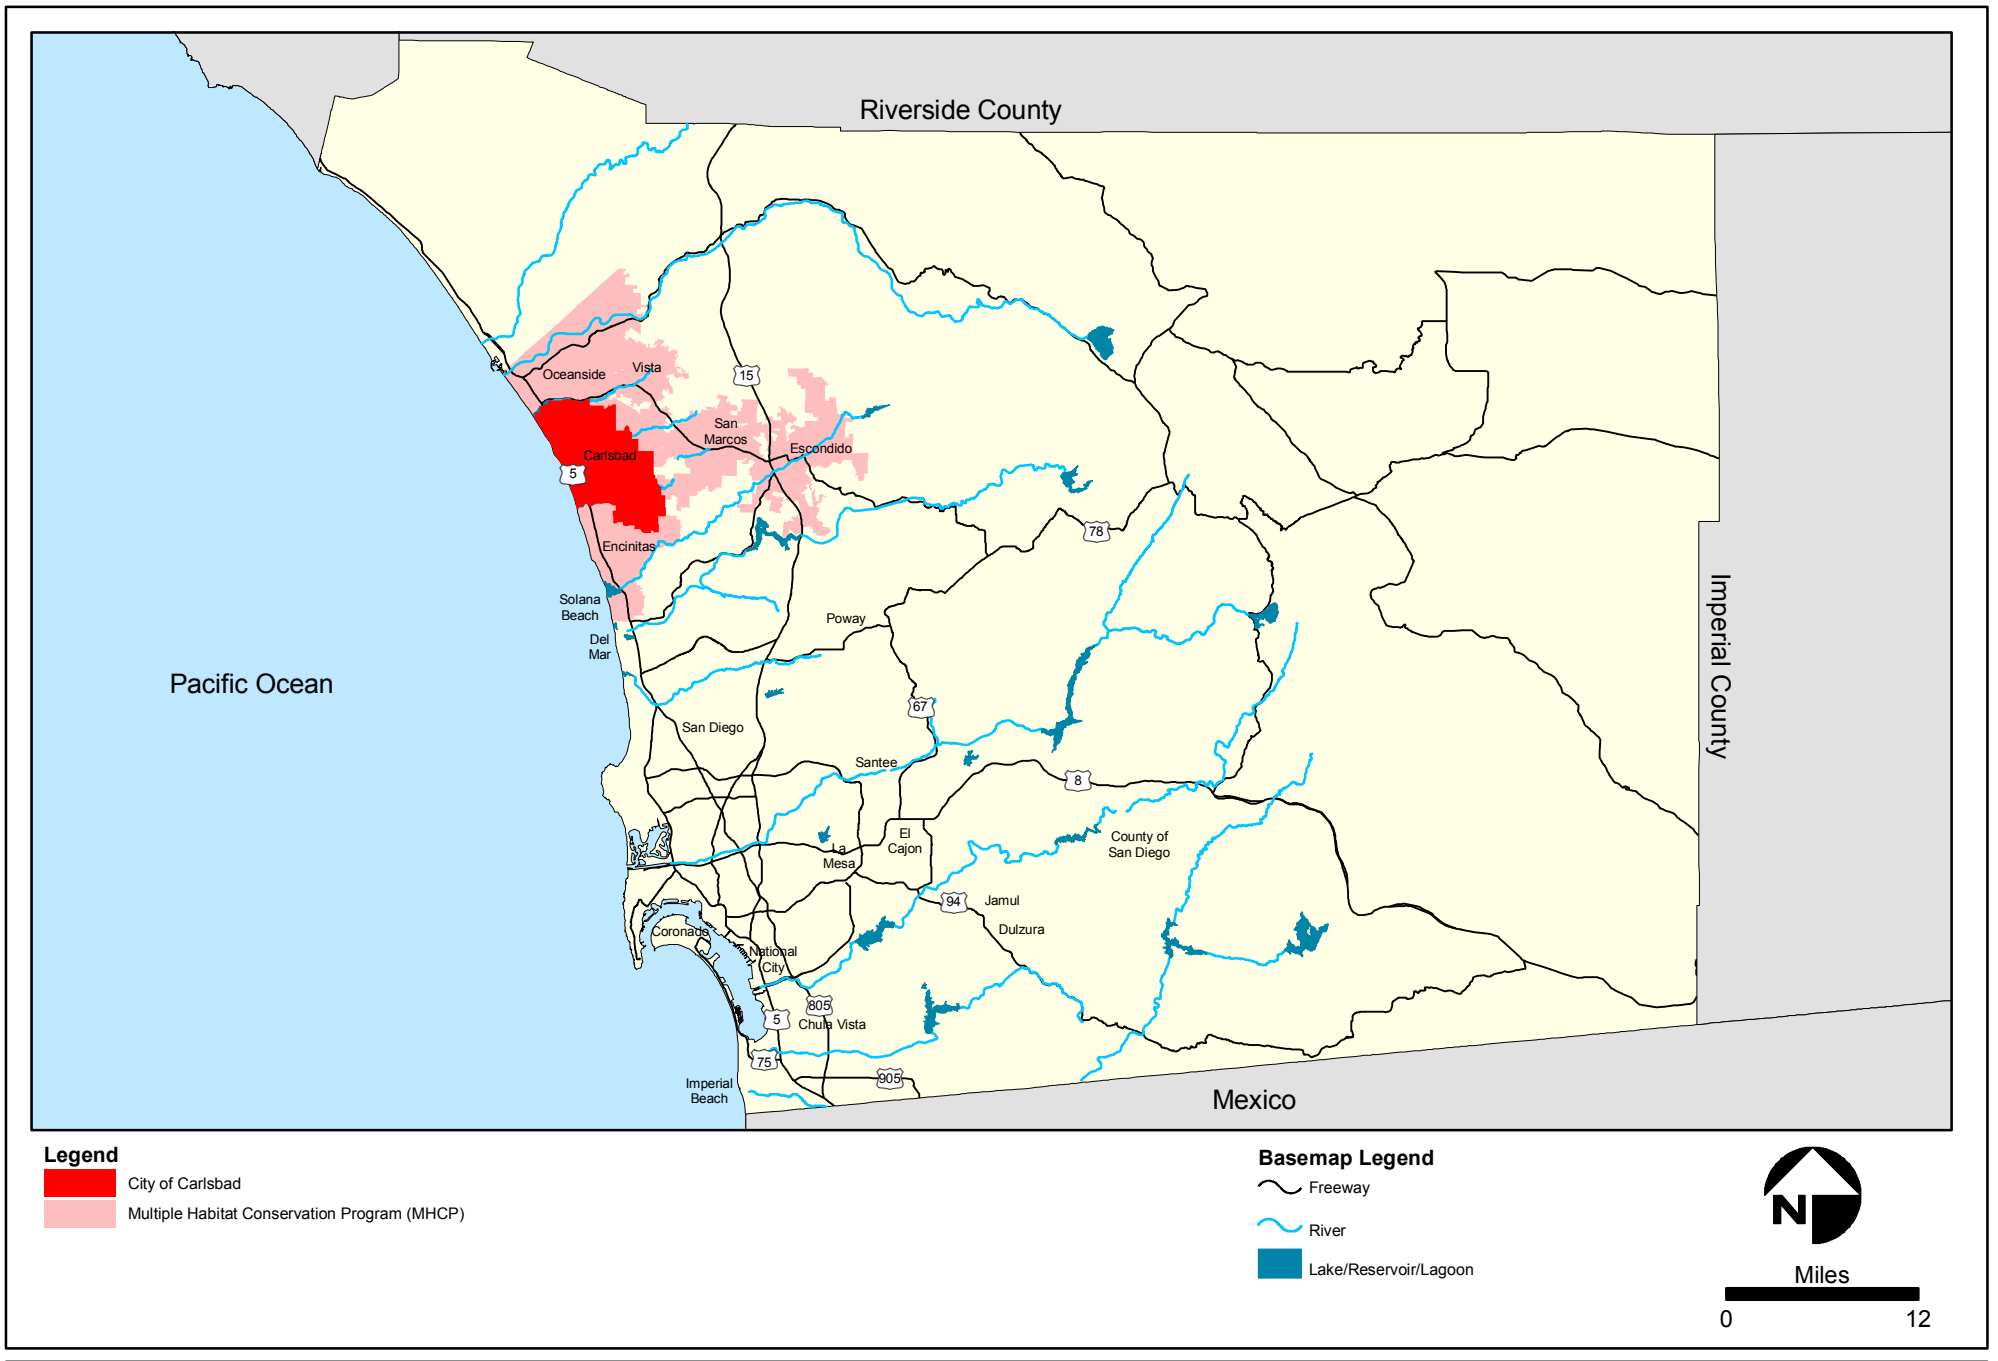 Riverside County
Oceanside
Vista
15
San
Marcos
Carlsbad
Escondido
5
78
Encinitas
Solana
Beach
Del
Mar
Poway
Imperial County
Pacific Ocean
67
San Diego
Santee
8
El
Cajon
La
Mesa
County of
San Diego
94
Jamul
Dulzura
Coronado
National
City
805
5
Chula Vista
75
905
Imperial
Beach
Mexico
Legend
City of Carlsbad
Multiple Habitat Conservation Program (MHCP)
Basemap Legend
Freeway
River
Lake/Reservoir/Lagoon
N
Miles
0 12